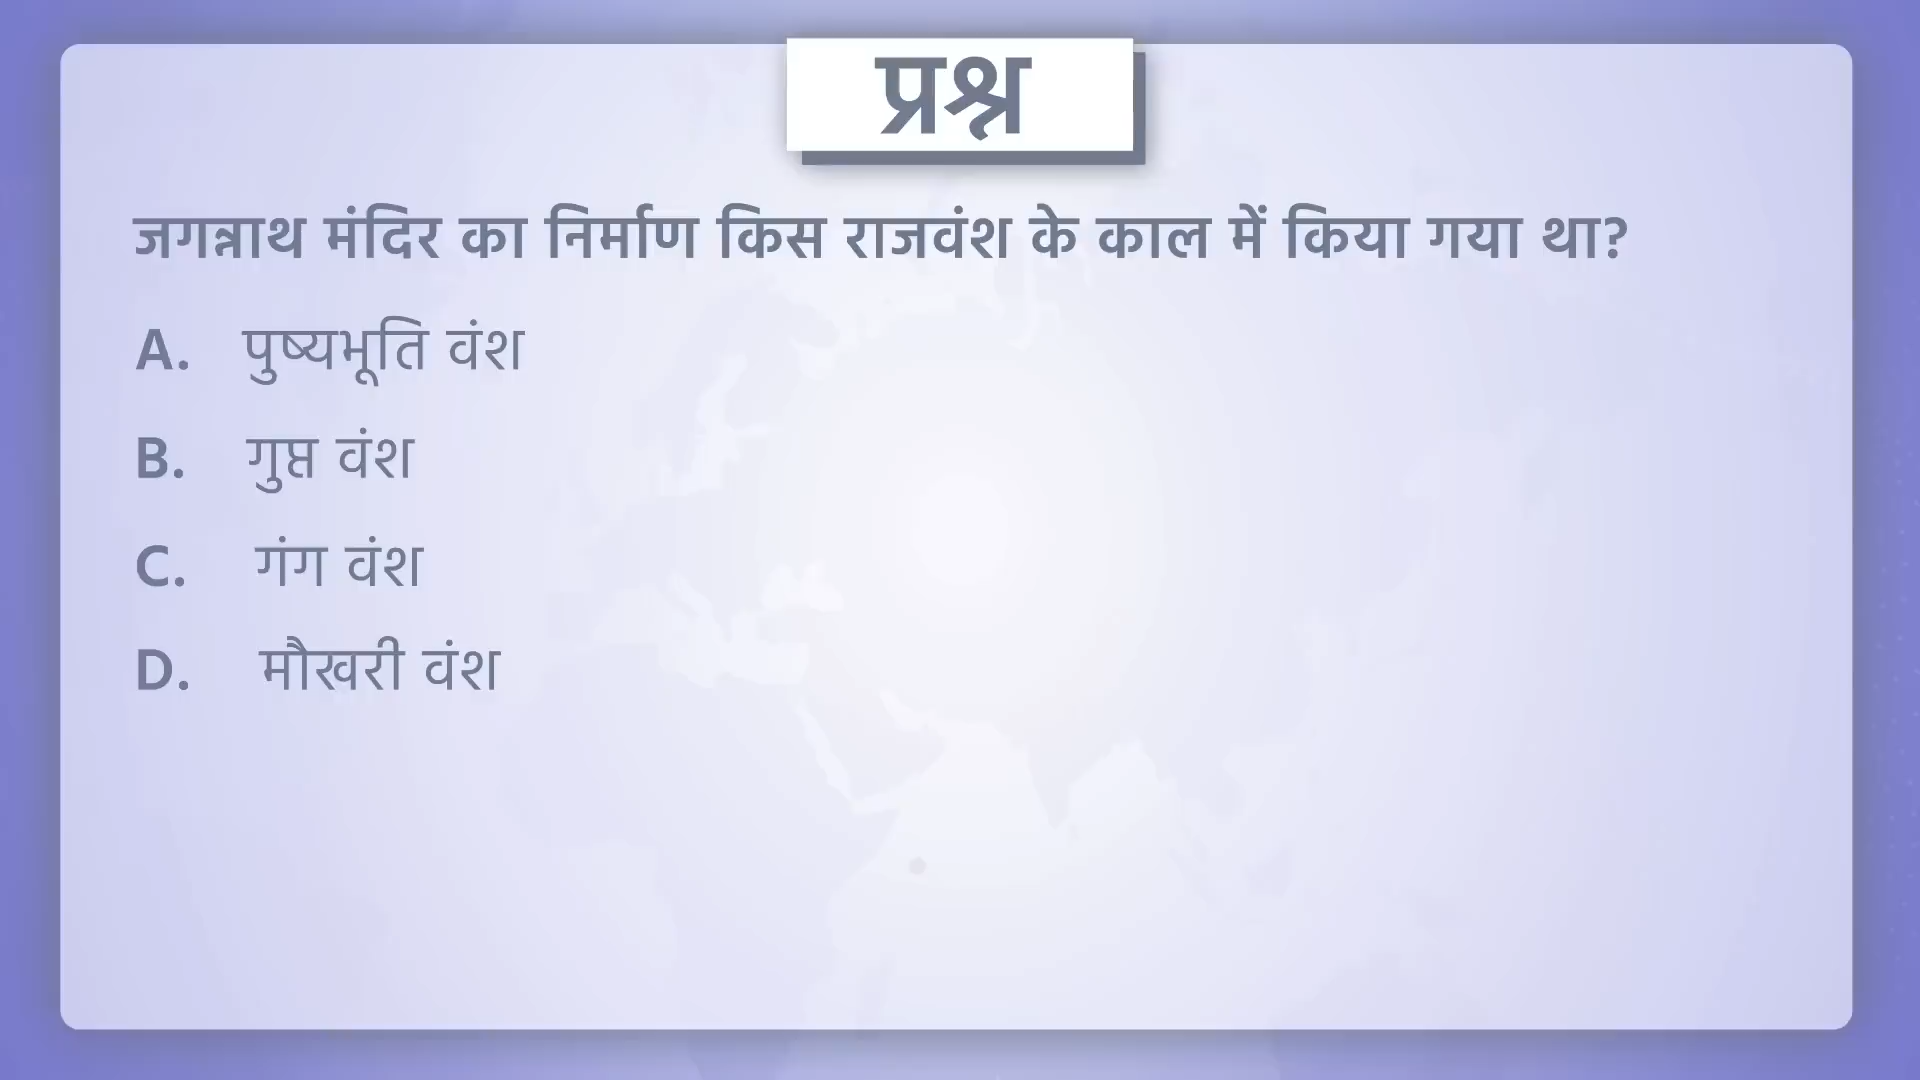 प्रश्न
जगन्नाथ मंदिर का निर्माण किस राजवंश के काल में किया गया था?
A. पुष्यभूति वंश
B. गुप्त वंश
C. गंग वंश
D. मौखरी वंश